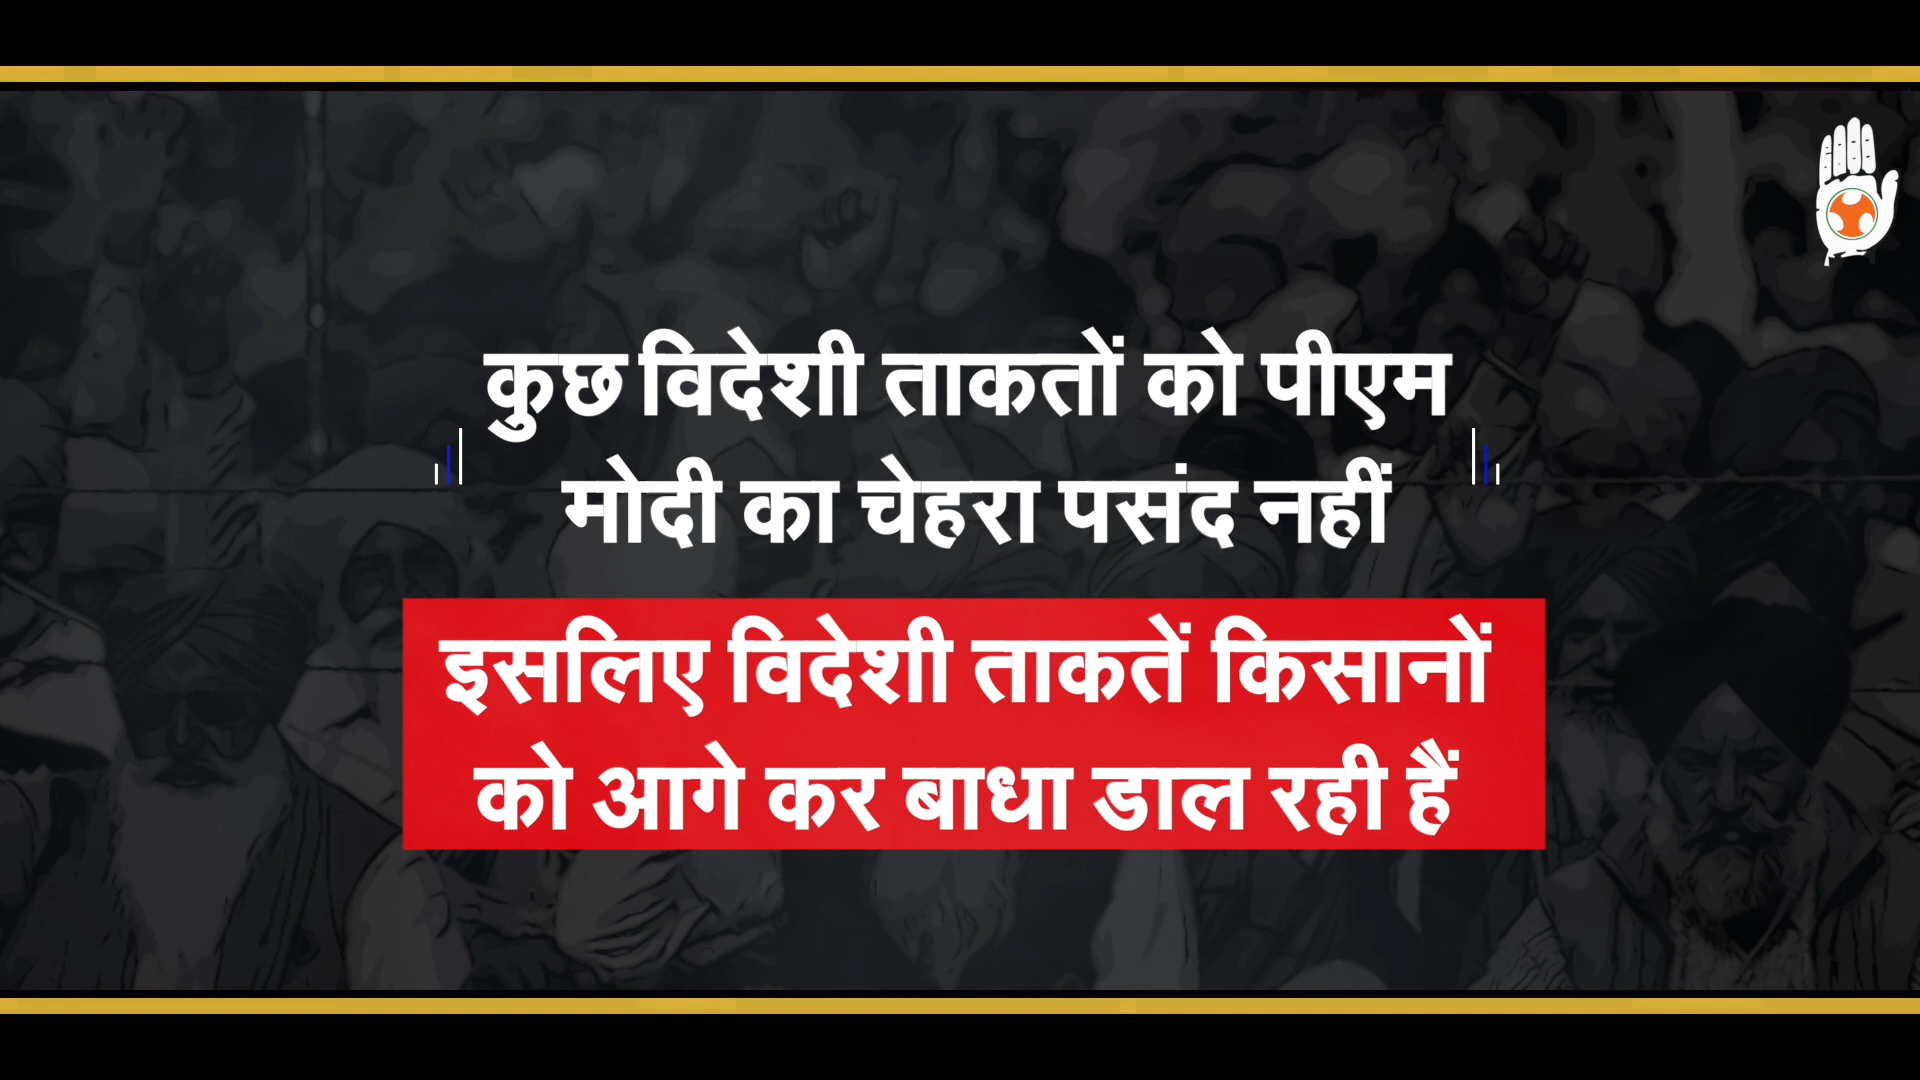 कुछ विदेशी ताकतों को पीएम
मोदी का चेहरा पसंद नहीं
इसलिए विदेशी ताकतें किसानों
को आगे कर बाधा डाल रही हैं